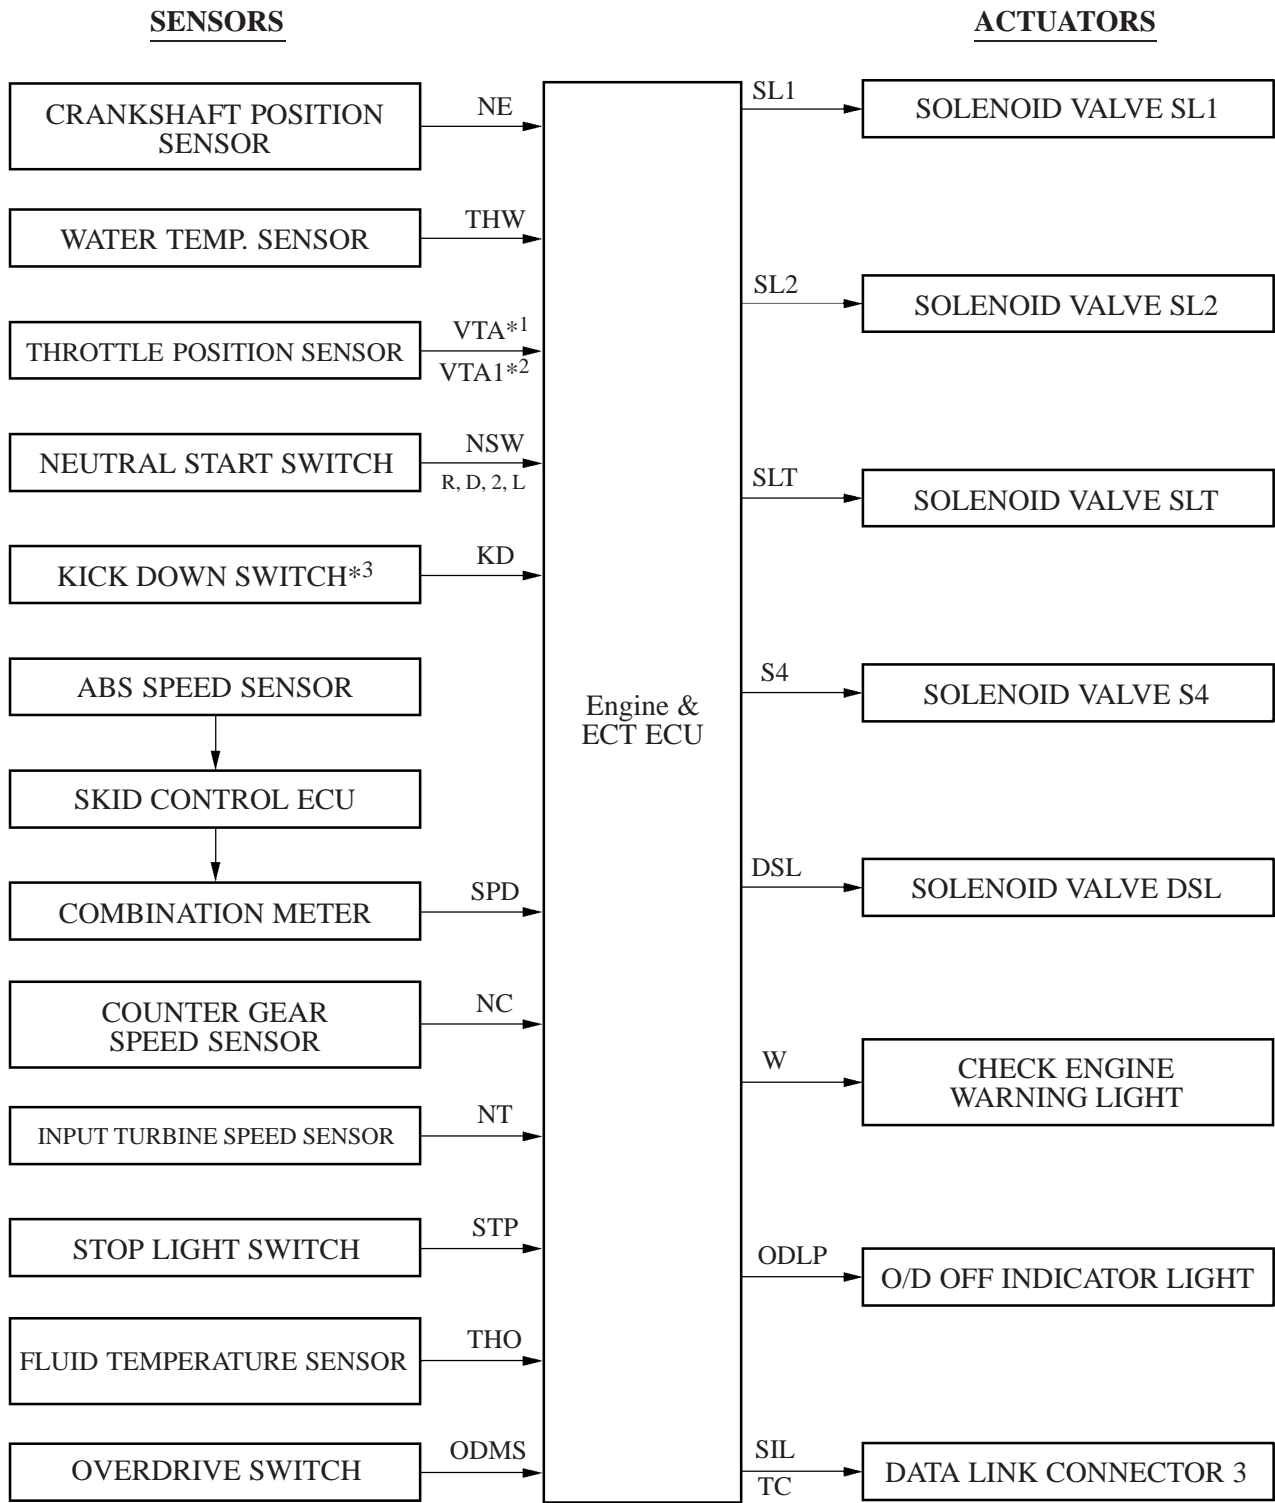 SENSORS
ACTUATORS
CRANKSHAFT POSITION
SENSOR
NE
WATER TEMP. SENSOR
THW
THROTTLE POSITION SENSOR
VTA*1
VTA1*2
NEUTRAL START SWITCH
NSW
R, D, 2, L
KICK DOWN SWITCH*3
KD
ABS SPEED SENSOR
SKID CONTROL ECU
COMBINATION METER
SPD
COUNTER GEAR
SPEED SENSOR
NC
INPUT TURBINE SPEED SENSOR
NT
STOP LIGHT SWITCH
STP
FLUID TEMPERATURE SENSOR
THO
OVERDRIVE SWITCH
ODMS
Engine &
ECT ECU
SL1
SOLENOID VALVE SL1
SL2
SOLENOID VALVE SL2
SLT
SOLENOID VALVE SLT
S4
SOLENOID VALVE S4
DSL
SOLENOID VALVE DSL
W
CHECK ENGINE
WARNING LIGHT
ODLP
O/D OFF INDICATOR LIGHT
SIL
TC
DATA LINK CONNECTOR 3